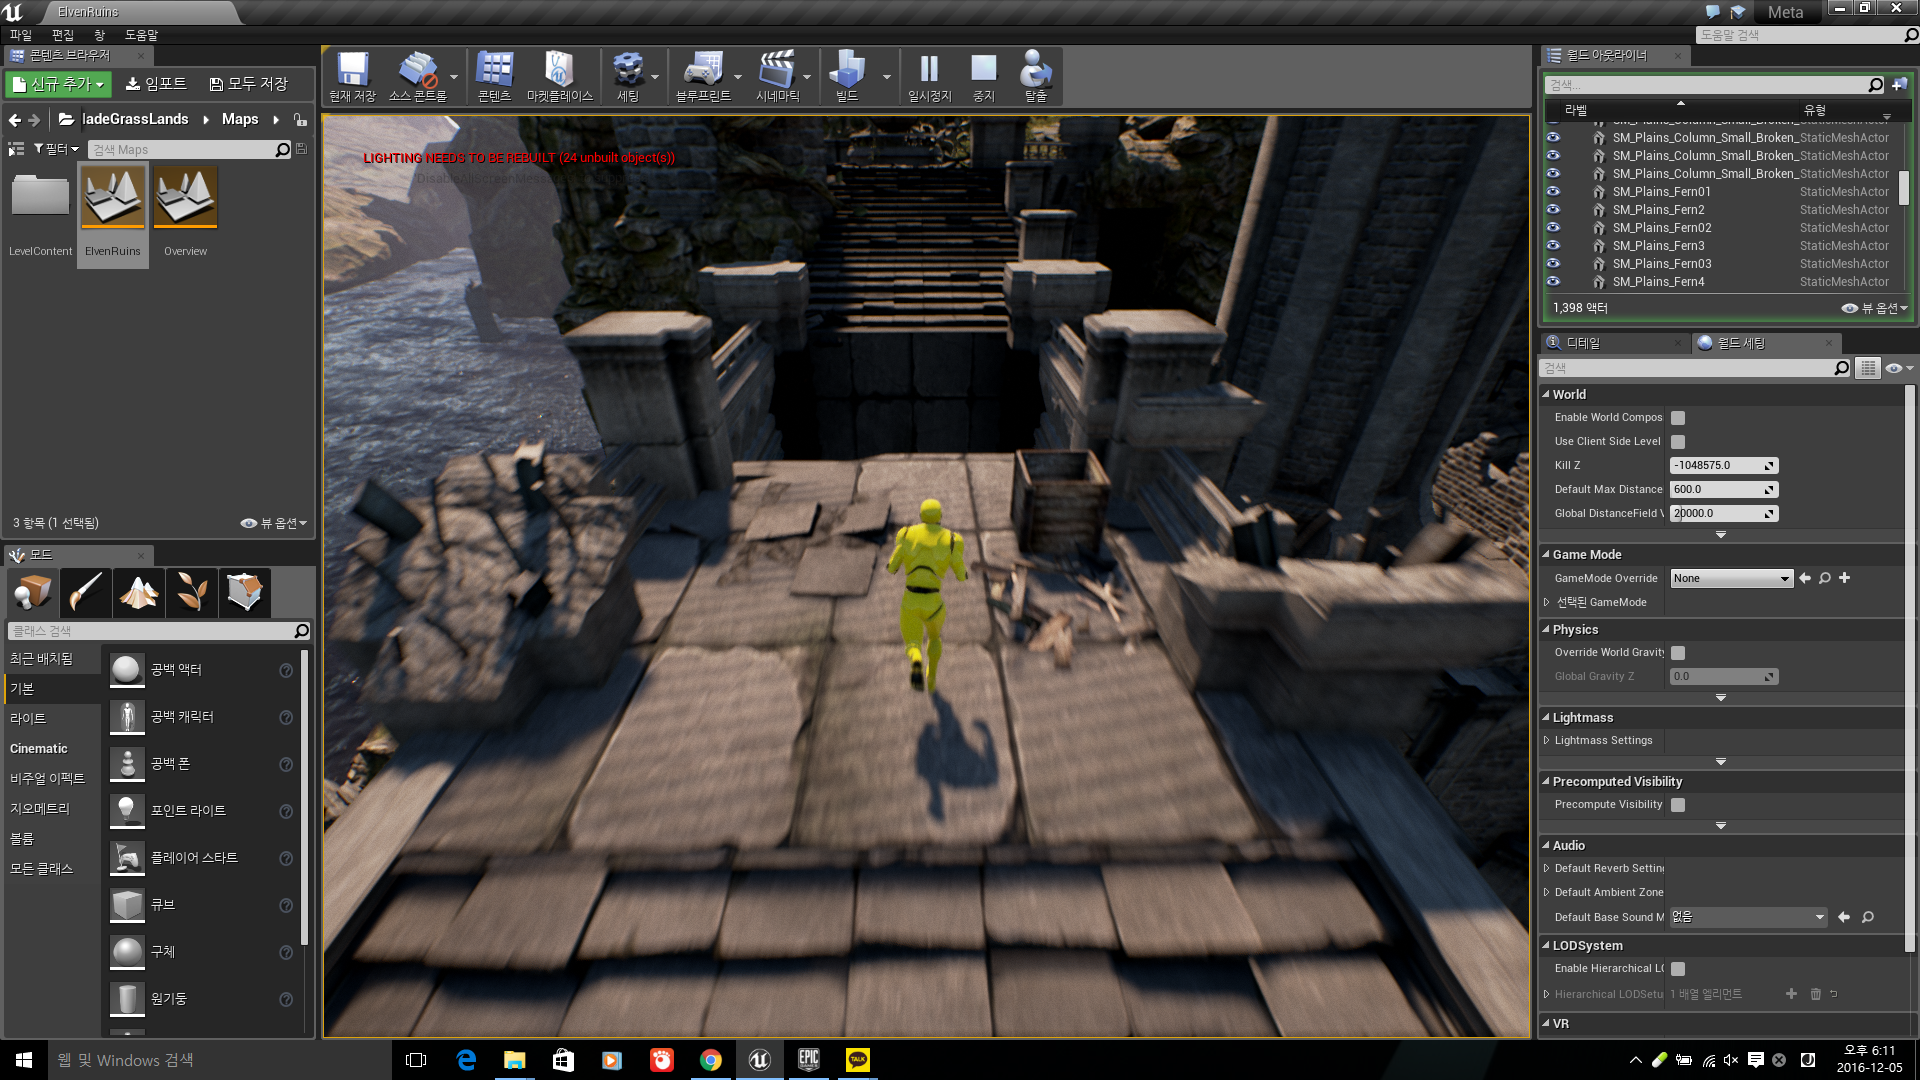 ElvenRuins
Meta
파일 편집 창 도움말
도움말 검색
콘텐츠 브라우저
신규 추가
임포트
모두 저장
ladeGrassLands
Maps
필터
검색 Maps
LevelContent
ElvenRuins
Overview
3 항목 (1 선택됨)
뷰 옵션
모드
클래스 검색
최근 배치됨
기본
라이트
Cinematic
비주얼 이펙트
지오메트리
볼륨
모든 클래스
공백 액터
공백 캐릭터
공백 폰
포인트 라이트
플레이어 스타트
큐브
구체
원기둥
현재 저장
소스 콘트롤
콘텐츠
마켓플레이스
세팅
블루프린트
시네마틱
빌드
일시정지
중지
탈출
LIGHTING NEEDS TO BE REBUILT (24 unbuilt object(s))
월드 아웃라이너
검색...
라벨
유형
SM_Plains_Column_Small_Broken_ StaticMeshActor
SM_Plains_Column_Small_Broken_ StaticMeshActor
SM_Plains_Column_Small_Broken_ StaticMeshActor
SM_Plains_Fern01 StaticMeshActor
SM_Plains_Fern2 StaticMeshActor
SM_Plains_Fern02 StaticMeshActor
SM_Plains_Fern3 StaticMeshActor
SM_Plains_Fern03 StaticMeshActor
SM_Plains_Fern4 StaticMeshActor
1,398 액터
뷰 옵션
디테일
월드 세팅
검색
World
Enable World Compos
Use Client Side Level
Kill Z -1048575.0
Default Max Distance 600.0
Global DistanceField V 20000.0
Game Mode
GameMode Override None
선택된 GameMode
Physics
Override World Gravity
Global Gravity Z 0.0
Lightmass
Lightmass Settings
Precomputed Visibility
Precompute Visibility
Audio
Default Reverb Setting
Default Ambient Zone
Default Base Sound M 없음
LODSystem
Enable Hierarchical LO
Hierarchical LODSetu 1 배열 엘리먼트
VR
웹 및 Windows 검색
EPIC GAMES
TALK
오후 6:11
2016-12-05